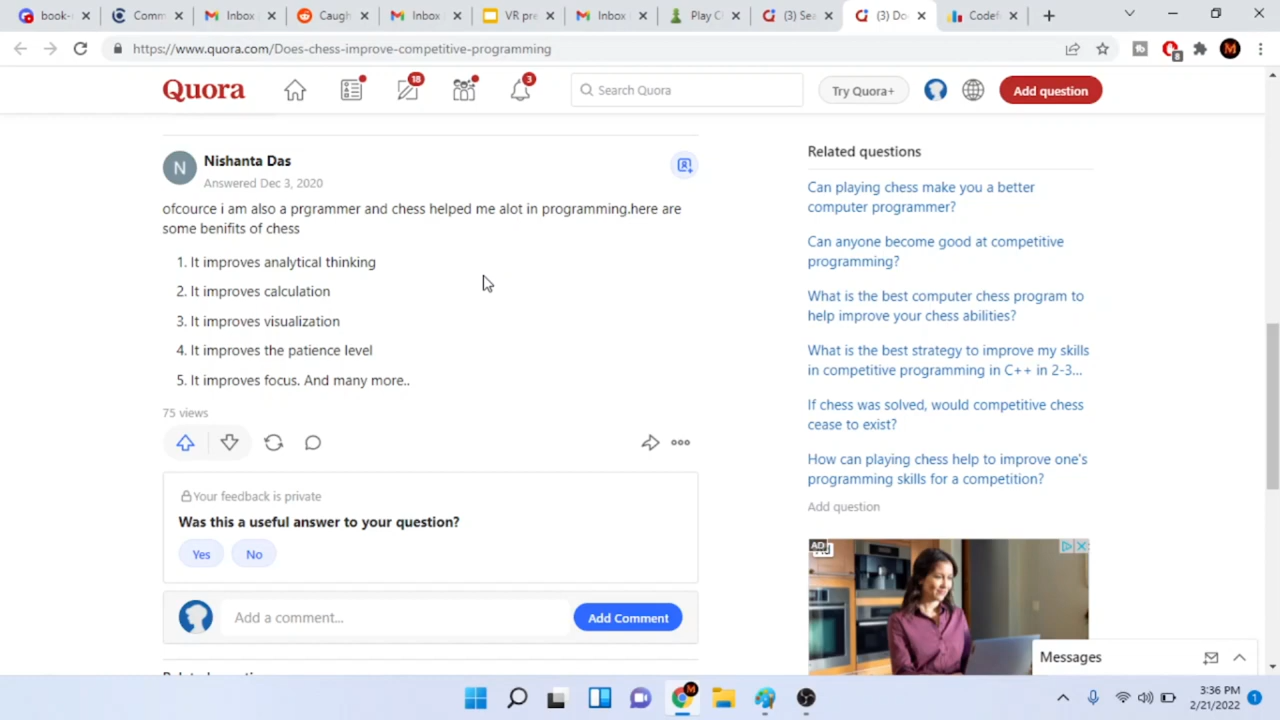 book-s
Comm
Inbox
Caugh
Inbox
VR pre
Inbox
Play C
(3) Sea
(3) Do
Codef
https://www.quora.com/Does-chess-improve-competitive-programming
8
M
Quora
18
3
Search Quora
Try Quora+
Add question
N
Nishanta Das
Answered Dec 3, 2020
ofcource i am also a prgrammer and chess helped me alot in programming.here are
some benifits of chess
1. It improves analytical thinking
2. It improves calculation
3. It improves visualization
4. It improves the patience level
5. It improves focus. And many more..
75 views
Your feedback is private
Was this a useful answer to your question?
Yes
No
Add a comment...
Add Comment
Related questions
Can playing chess make you a better
computer programmer?
Can anyone become good at competitive
programming?
What is the best computer chess program to
help improve your chess abilities?
What is the best strategy to improve my skills
in competitive programming in C++ in 2-3...
If chess was solved, would competitive chess
cease to exist?
How can playing chess help to improve one's
programming skills for a competition?
Add question
AD
Messages
M
3:36 PM
2/21/2022
1